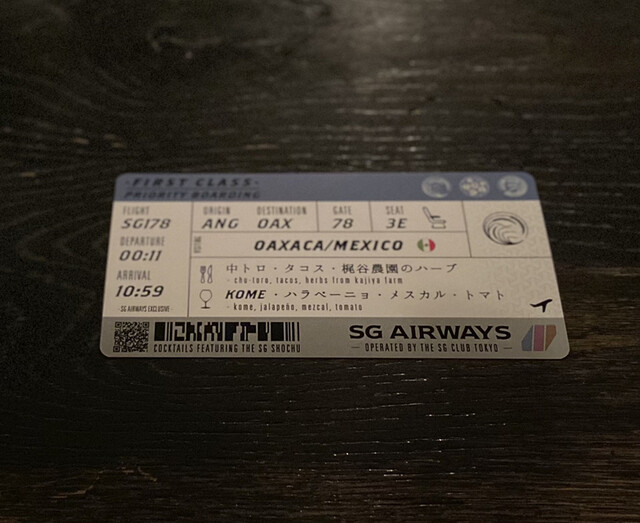 ·FIRST CLASS·
PRIORITY BOARDING
FLIGHT
SG178
DEPARTURE
00:11
ARRIVAL
10:59
·SG AIRWAYS EXCLUSIVE·
ORIGIN
ANG
DESTINATION
OAX
GATE
78
SEAT
3E
OAXACA/MEXICO
中トロ・タコス・梶谷農園のハーブ
- chu-toro, tacos, herbs from kajiya farm
KOME・ハラペーニョ・メスカル・トマト
- kome, jalapeño, mezcal, tomato
COCKTAILS FEATURING THE SG SHOCHU
SG AIRWAYS
— OPERATED BY THE SG CLUB TOKYO —